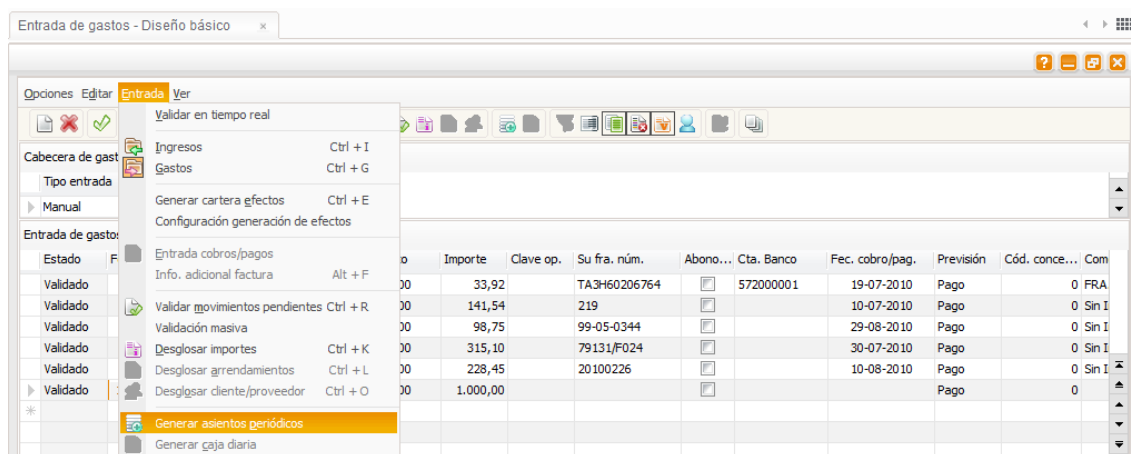 Entrada de gastos - Diseño básico
Opciones Editar Entrada Ver
Validar en tiempo real
Ingresos Ctrl + I
Gastos Ctrl + G
Generar cartera efectos Ctrl + E
Configuración generación de efectos
Entrada cobros/pagos
Info. adicional factura Alt + F
Validar movimientos pendientes Ctrl + R
Validación masiva
Desglosar importes Ctrl + K
Desglosar arrendamientos Ctrl + L
Desglosar cliente/proveedor Ctrl + O
Generar asientos periódicos
Generar caja diaria
Cabecera de gast
Tipo entrada
Manual
Entrada de gastos
Estado F Importe Clave op. Su fra. núm. Abono... Cta. Banco Fec. cobro/pag. Previsión Cód. conce... Com
Validado 00 33,92 TA3H60206764 572000001 19-07-2010 Pago 0 FRA
Validado 00 141,54 219 10-07-2010 Pago 0 Sin I
Validado 00 98,75 99-05-0344 29-08-2010 Pago 0 Sin I
Validado 00 315,10 79131/F024 30-07-2010 Pago 0 Sin I
Validado 00 228,45 20100226 10-08-2010 Pago 0 Sin I
Validado 00 1.000,00 Pago 0